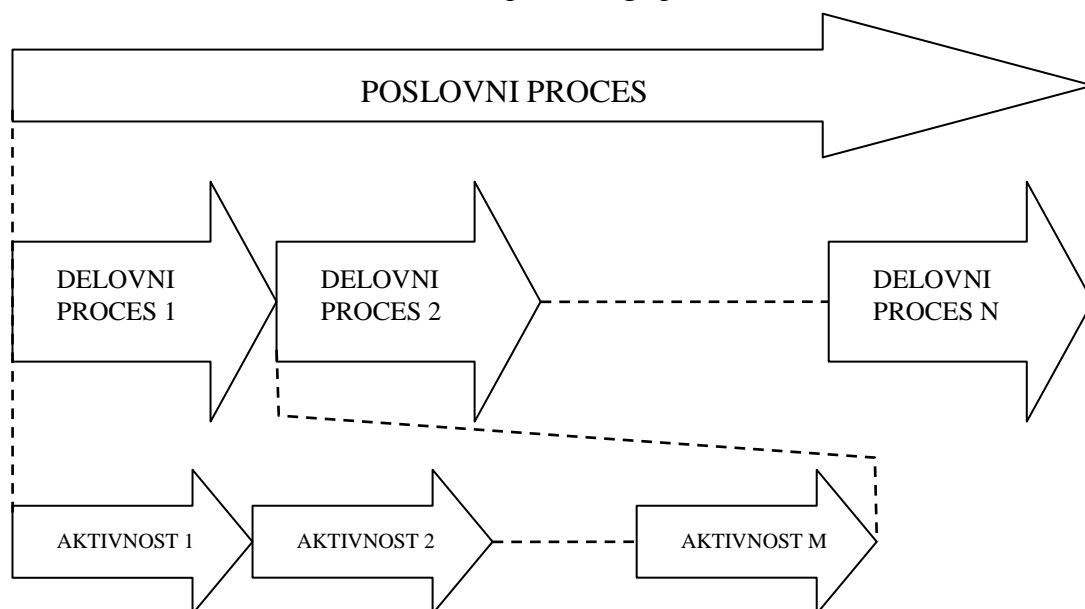 POSLOVNI PROCES
DELOVNI
PROCES 1
DELOVNI
PROCES 2
DELOVNI
PROCES N
AKTIVNOST 1
AKTIVNOST 2
AKTIVNOST M